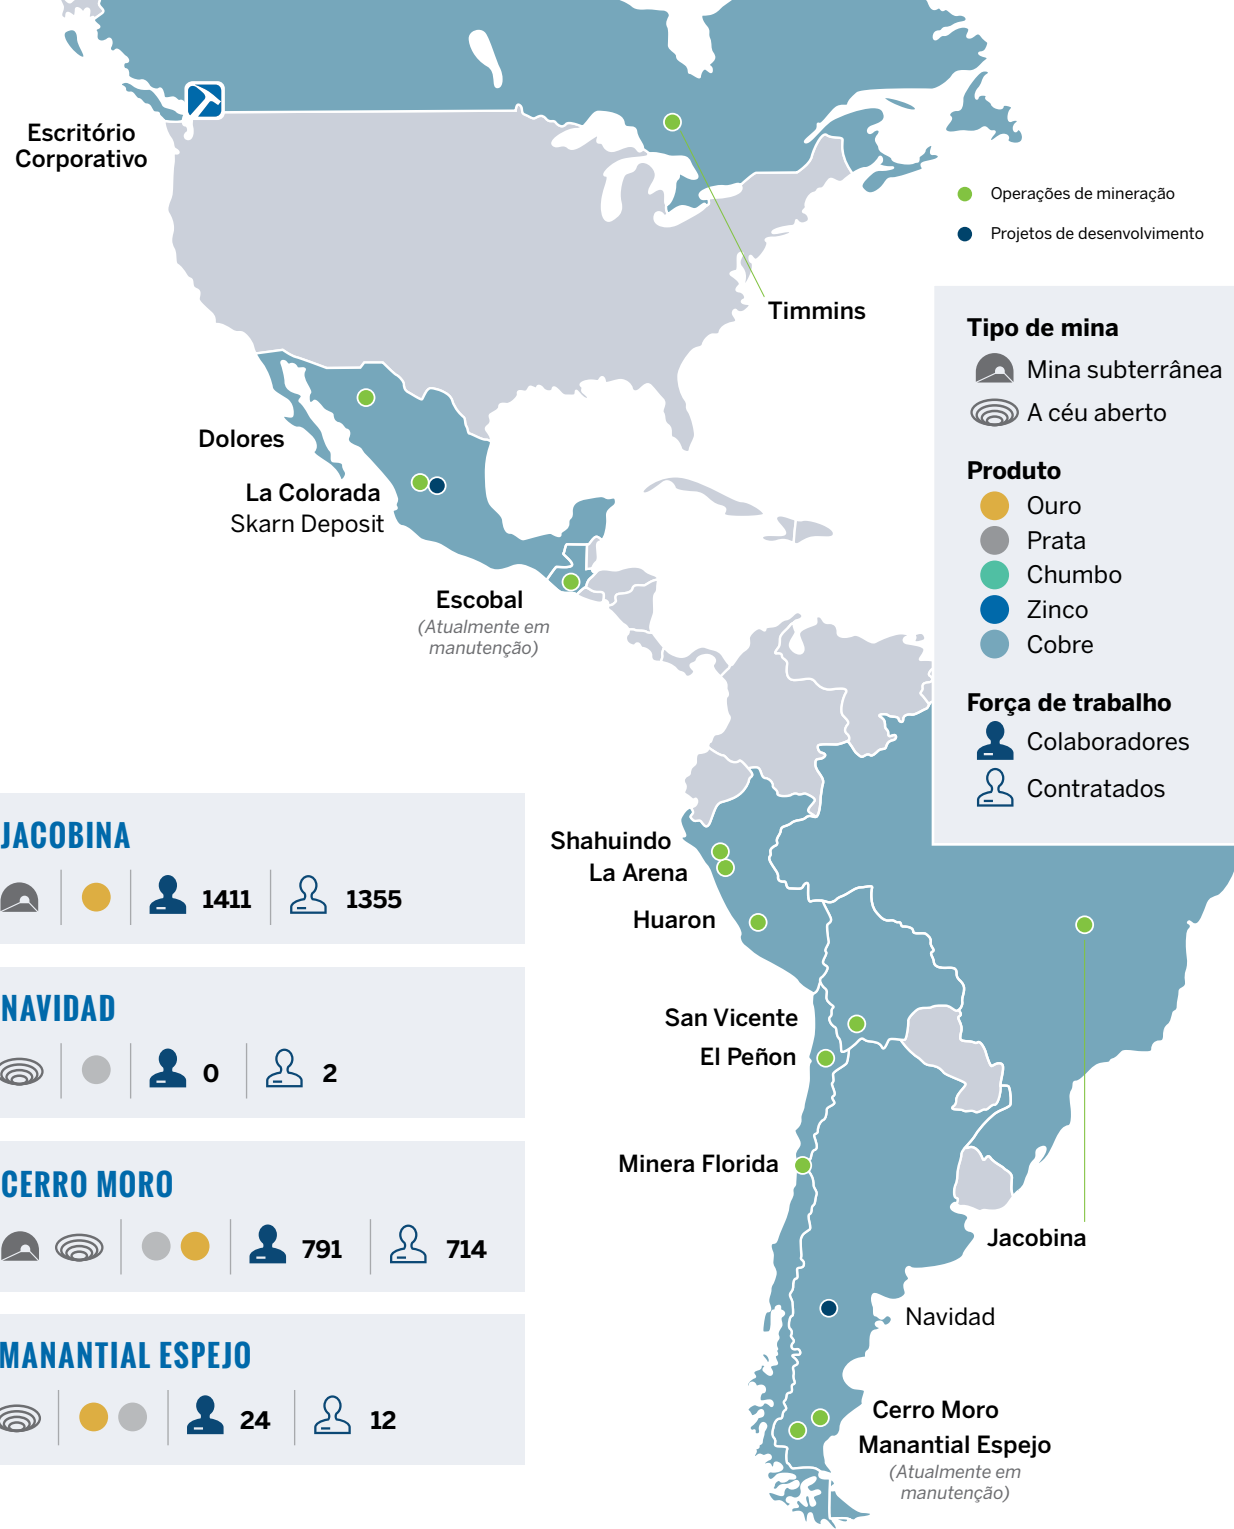 Escritório
Corporativo
Operações de mineração
Projetos de desenvolvimento
Timmins
Tipo de mina
Mina subterrânea
A céu aberto
Produto
Ouro
Prata
Chumbo
Zinco
Cobre
Força de trabalho
Colaboradores
Contratados
Dolores
La Colorada
Skarn Deposit
Escobal
(Atualmente em
manutenção)
JACOBINA
1411 1355
NAVIDAD
0 2
CERRO MORO
791 714
MANANTIAL ESPEJO
24 12
Shahuindo
La Arena
Huaron
San Vicente
El Peñon
Minera Florida
Jacobina
Navidad
Cerro Moro
Manantial Espejo
(Atualmente em
manutenção)